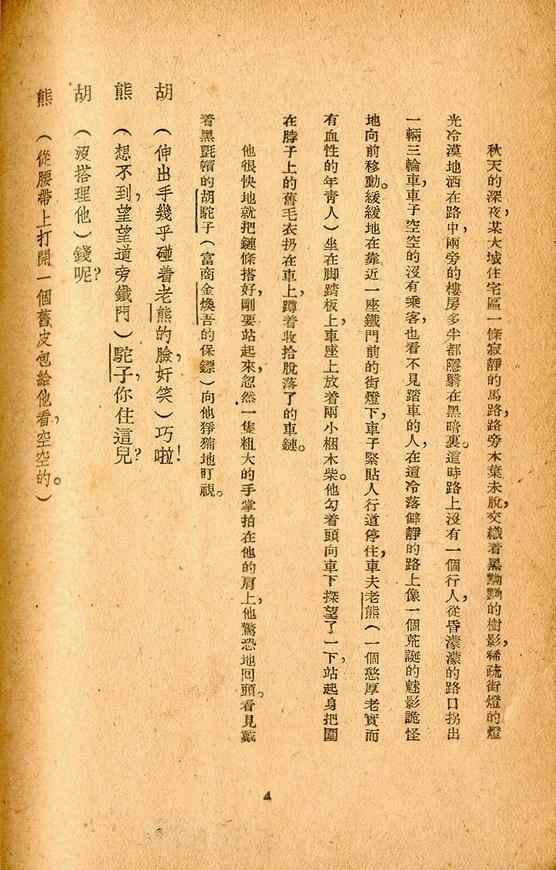 秋天的深夜，某大城住宅區一條寂靜的馬路，路旁木葉未脫，交織着黑黝黝的樹影，稀疏街燈的燈
光冷漠地洒在路中，兩旁的樓房多半都隱翳在黑暗裏。這時路上沒有一個行人，從昏濛濛的路口拐出
一輛三輪車，車子空空的沒有乘客，也看不見踏車的人，在這冷落僻靜的路上像一個荒誕的魅影詭怪
地向前移動。緩緩地在靠近一座鐵門前的街燈下，車子緊貼人行道停住，車夫老熊（一個憨厚老實而
有血性的年靑人）坐在脚踏板上，車座上放着兩小梱木柴。他勾着頭向車下探望了一下，站起身把圍
在脖子上的舊毛衣扔在車上，蹲着收拾脫落了的車鏈。
他很快地就把鏈條搭好，剛要站起來，忽然一隻粗大的手掌拍在他的肩上，他驚恐地回頭。看見戴
着黑氈帽的胡駝子（富商金煥吾的保鏢）向他猙獰地盯視。
胡　（伸出手幾乎碰着老熊的臉，奸笑）巧啦！
熊　（想不到，望望道旁鐵門）駝子，你住這兒？
胡　（沒搭理他）錢呢？
熊　（從腰帶上打開一個舊皮包給他看，空空的。）
4